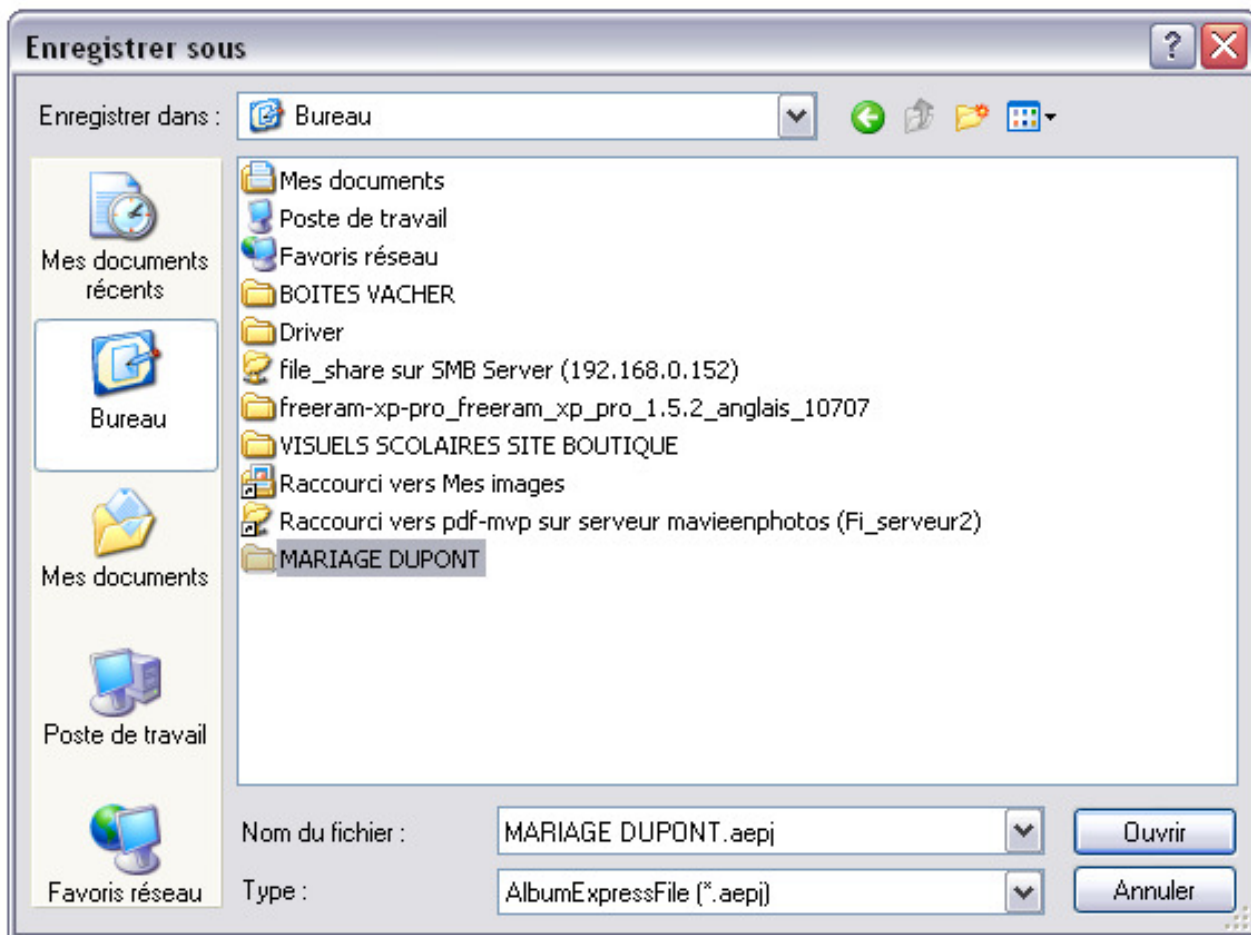 Enregistrer sous
Enregistrer dans :
Bureau
Mes documents
récents
Bureau
Mes documents
Poste de travail
Favoris réseau
Mes documents
Poste de travail
Favoris réseau
BOITES VACHER
Driver
file_share sur SMB Server (192.168.0.152)
freeram-xp-pro_freeram_xp_pro_1.5.2_anglais_10707
VISUELS SCOLAIRES SITE BOUTIQUE
Raccourci vers Mes images
Raccourci vers pdf-mvp sur serveur mavieenphotos (Fi_serveur2)
MARIAGE DUPONT
Nom du fichier :
MARIAGE DUPONT.aepj
Ouvrir
Type :
AlbumExpressFile (*.aepj)
Annuler